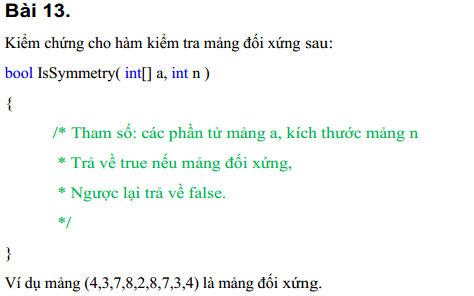 Bài 13.
Kiểm chứng cho hàm kiểm tra mảng đối xứng sau:
bool IsSymmetry( int[] a, int n )
{
/* Tham số: các phần tử mảng a, kích thước mảng n
* Trả về true nếu mảng đối xứng,
* Ngược lại trả về false.
*/
}
Ví dụ mảng (4,3,7,8,2,8,7,3,4) là mảng đối xứng.